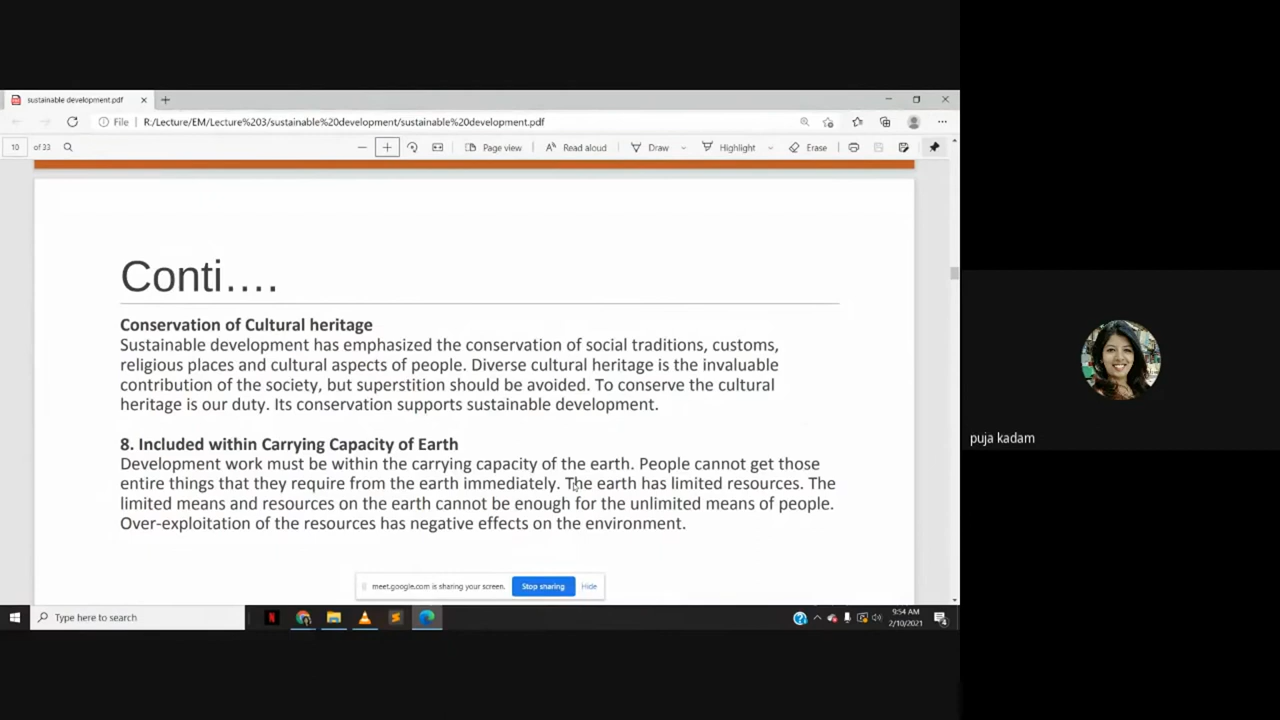 sustainable development.pdf
File
R:/Lecture/EM/Lecture%203/sustainable%20development/sustainable%20development.pdf
10 of 33
Page view
Read aloud
Draw
Highlight
Erase
Conti….
Conservation of Cultural heritage
Sustainable development has emphasized the conservation of social traditions, customs,
religious places and cultural aspects of people. Diverse cultural heritage is the invaluable
contribution of the society, but superstition should be avoided. To conserve the cultural
heritage is our duty. Its conservation supports sustainable development.
8. Included within Carrying Capacity of Earth
Development work must be within the carrying capacity of the earth. People cannot get those
entire things that they require from the earth immediately. The earth has limited resources. The
limited means and resources on the earth cannot be enough for the unlimited means of people.
Over-exploitation of the resources has negative effects on the environment.
puja kadam
meet.google.com is sharing your screen.
Stop sharing
Hide
Type here to search
9:54 AM
2/10/2021
4